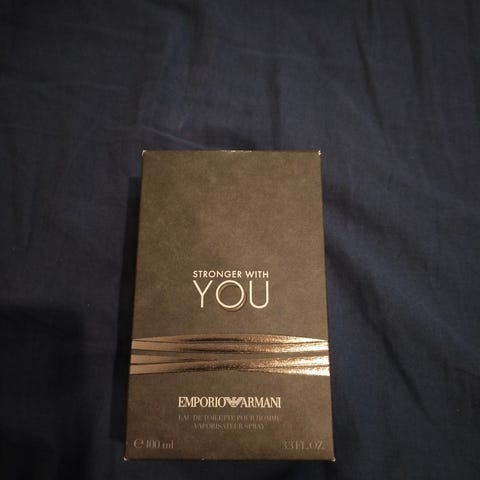 STRONGER WITH
YOU
EMPORIO ARMANI
EAU DE TOILETTE POUR HOMME
VAPORISATEUR SPRAY
℮ 100 ml 3.3 FL.OZ.